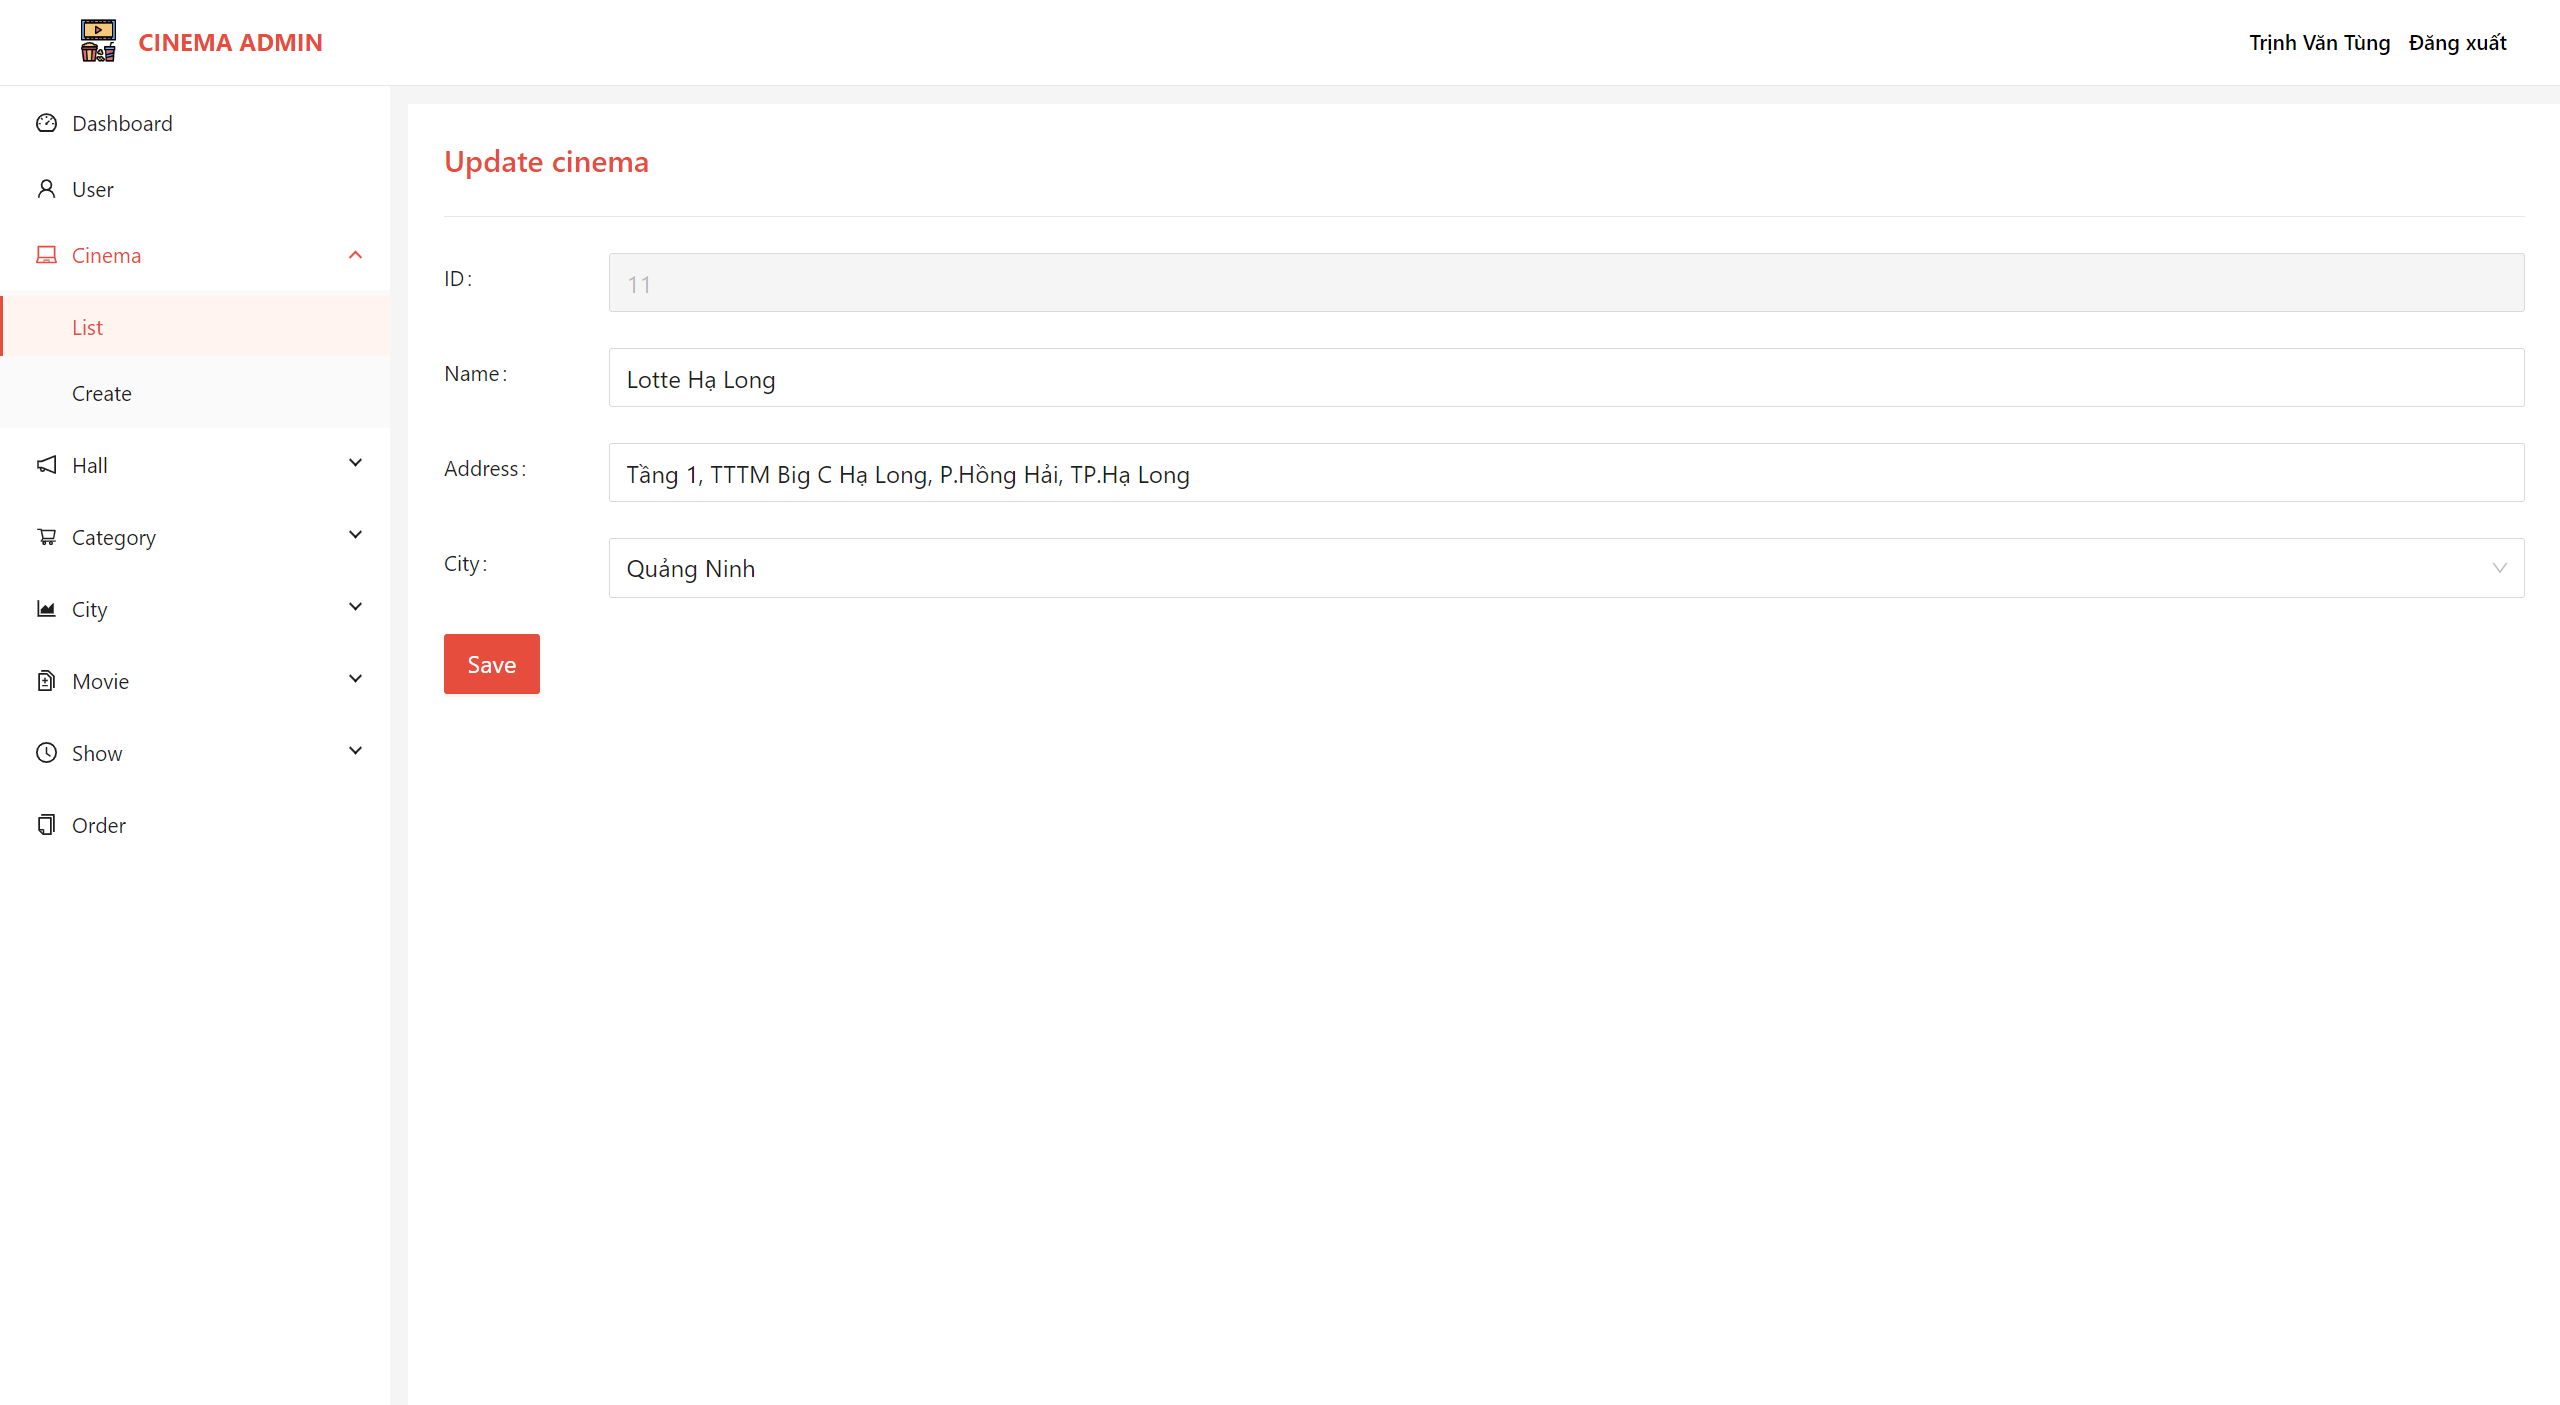 CINEMA ADMIN
Trịnh Văn Tùng Đăng xuất
Dashboard
User
Cinema
List
Create
Hall
Category
City
Movie
Show
Order
Update cinema
ID: 11
Name: Lotte Hạ Long
Address: Tầng 1, TTTM Big C Hạ Long, P.Hồng Hải, TP.Hạ Long
City: Quảng Ninh
Save